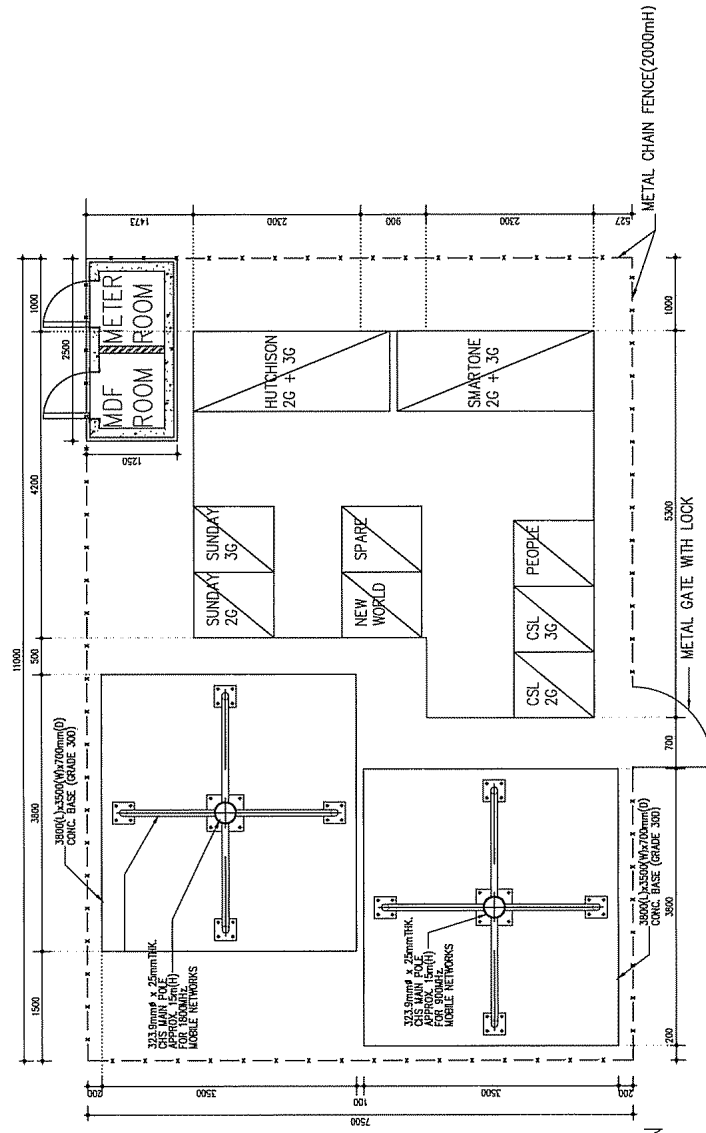 11000
1500
3800
500
4200
1000
2500
1250
3800(L)x3500(W)x700mm(D)
CONC. BASE (GRADE 300)
323.9mmø x 25mmTHK.
CHS MAIN POLE
APPROX. 15m(H)
FOR 1800MHz.
MOBILE NETWORKS
MDF
ROOM
METER
ROOM
SUNDAY
2G
SUNDAY
3G
HUTCHISON
2G + 3G
NEW
WORLD
SPARE
CSL
2G
CSL
3G
PEOPLE
SMARTONE
2G + 3G
323.9mmø x 25mmTHK.
CHS MAIN POLE
APPROX. 15m(H)
FOR 900MHz.
MOBILE NETWORKS
3800(L)x3500(W)x700mm(D)
CONC. BASE (GRADE 300)
200
3500
100
3500
200
7500
1473
2300
900
2300
527
200
3800
700
5300
1000
METAL GATE WITH LOCK
METAL CHAIN FENCE(2000mH)